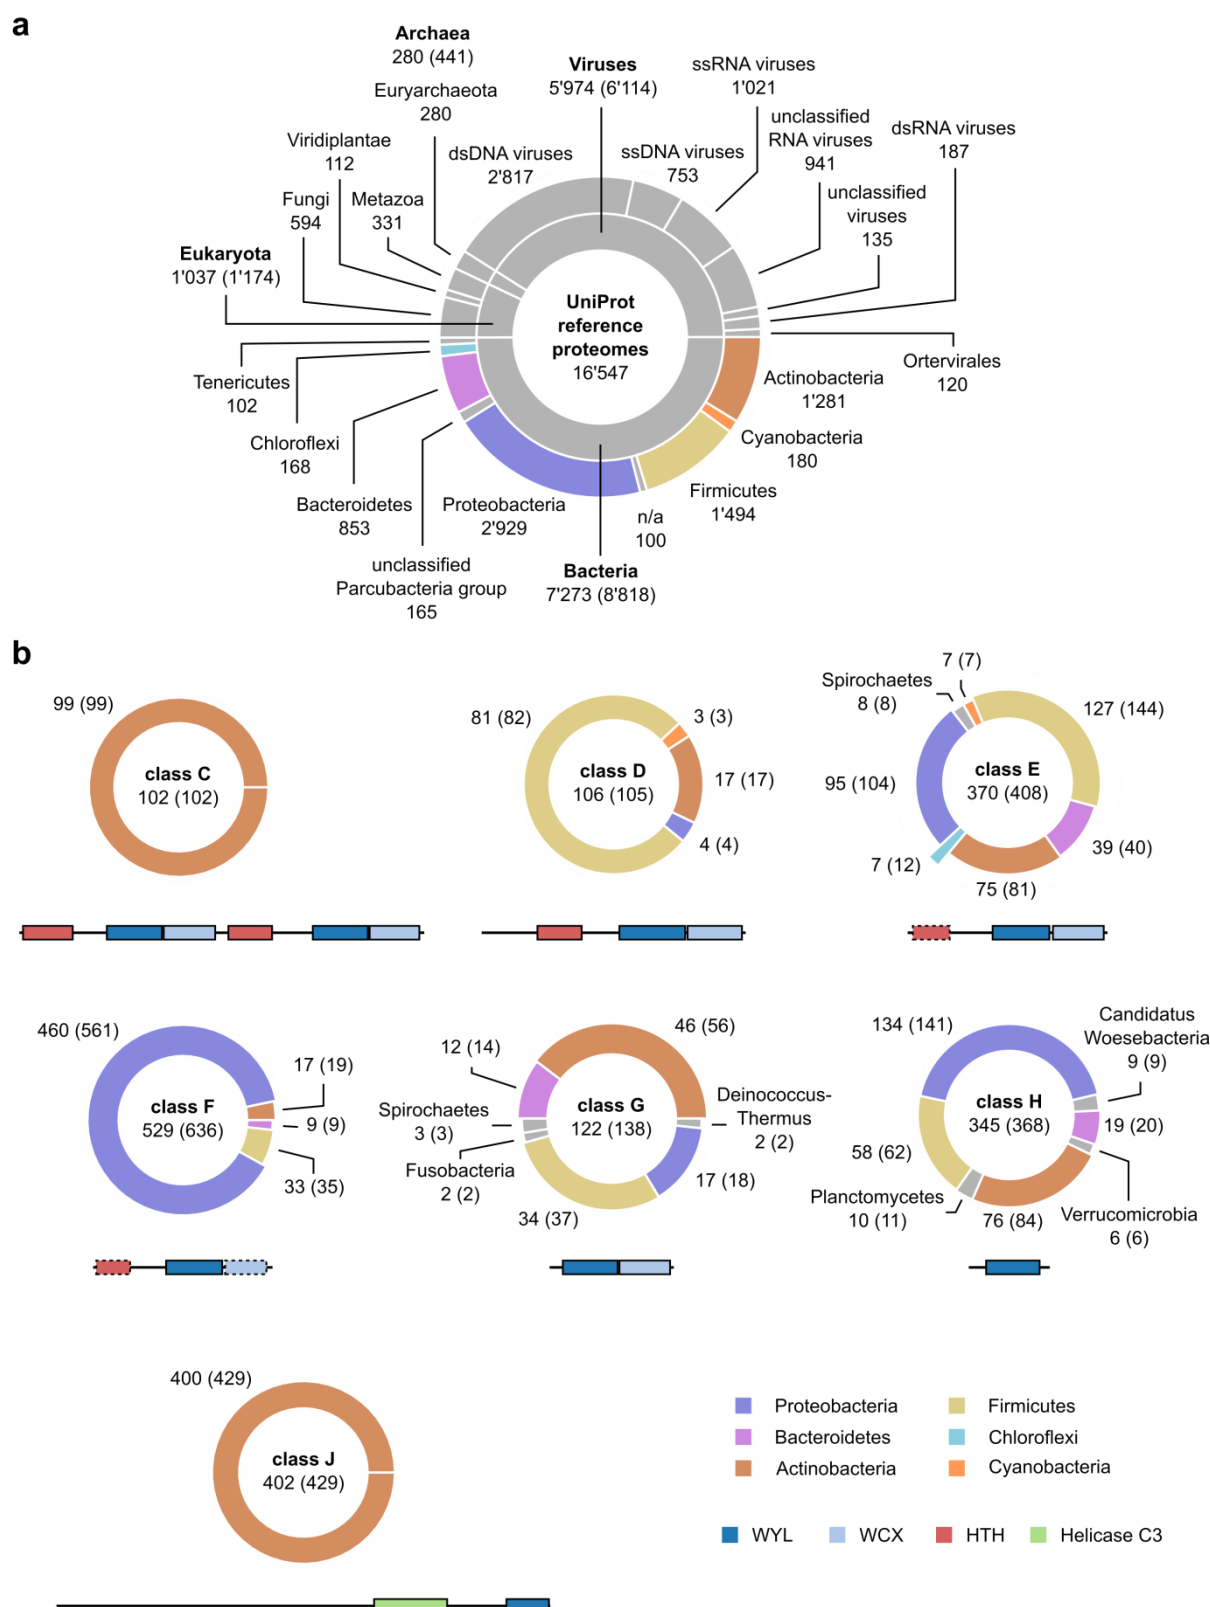 a
Archaea
280 (441)
Viruses
5'974 (6'114)
ssRNA viruses
1'021
Euryarchaeota
280
unclassified
RNA viruses
941
dsRNA viruses
187
Viridiplantae
112
dsDNA viruses
2'817
ssDNA viruses
753
Fungi
594
Metazoa
331
unclassified
viruses
135
Eukaryota
1'037 (1'174)
UniProt
reference
proteomes
16'547
Ortervirales
120
Tenericutes
102
Actinobacteria
1'281
Chloroflexi
168
Cyanobacteria
180
Bacteroidetes
853
Proteobacteria
2'929
Firmicutes
1'494
n/a
100
unclassified
Parcubacteria group
165
Bacteria
7'273 (8'818)
b
99 (99)
class C
102 (102)
81 (82)
3 (3)
class D
106 (105)
17 (17)
4 (4)
7 (7)
Spirochaetes
8 (8)
127 (144)
class E
370 (408)
95 (104)
39 (40)
7 (12)
75 (81)
460 (561)
17 (19)
class F
529 (636)
9 (9)
33 (35)
46 (56)
12 (14)
class G
122 (138)
Deinococcus-
Thermus
2 (2)
Spirochaetes
3 (3)
Fusobacteria
2 (2)
17 (18)
34 (37)
134 (141)
Candidatus
Woesebacteria
9 (9)
class H
345 (368)
19 (20)
58 (62)
Planctomycetes
10 (11)
76 (84)
Verrucomicrobia
6 (6)
400 (429)
class J
402 (429)
Proteobacteria
Firmicutes
Bacteroidetes
Chloroflexi
Actinobacteria
Cyanobacteria
WYL
WCX
HTH
Helicase C3